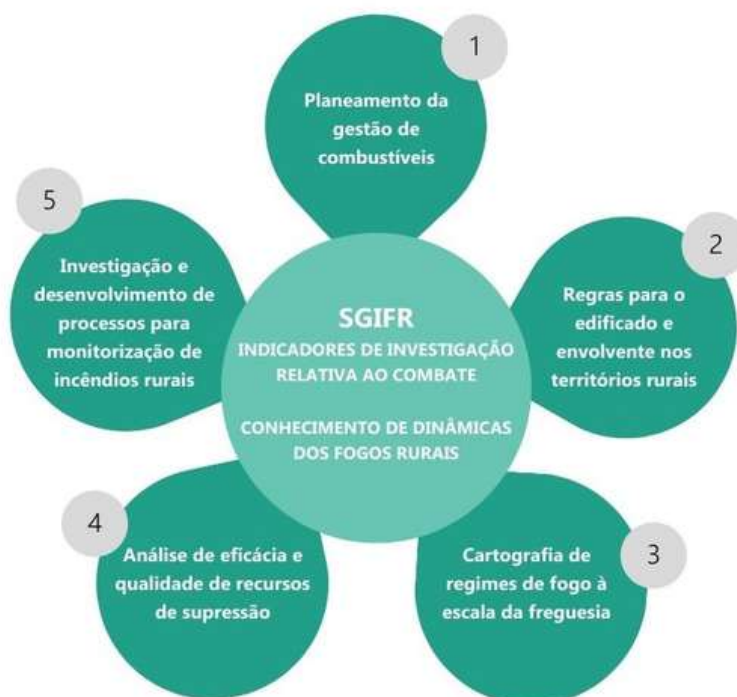 1
Planeamento da
gestão de
combustíveis
2
Regras para o
edificado e
envolvente nos
territórios rurais
3
Cartografia de
regimes de fogo à
escala da freguesia
4
Análise de eficácia e
qualidade de recursos
de supressão
5
Investigação e
desenvolvimento de
processos para
monitorização de
incêndios rurais
SGIFR
INDICADORES DE INVESTIGAÇÃO
RELATIVA AO COMBATE
CONHECIMENTO DE DINÂMICAS
DOS FOGOS RURAIS